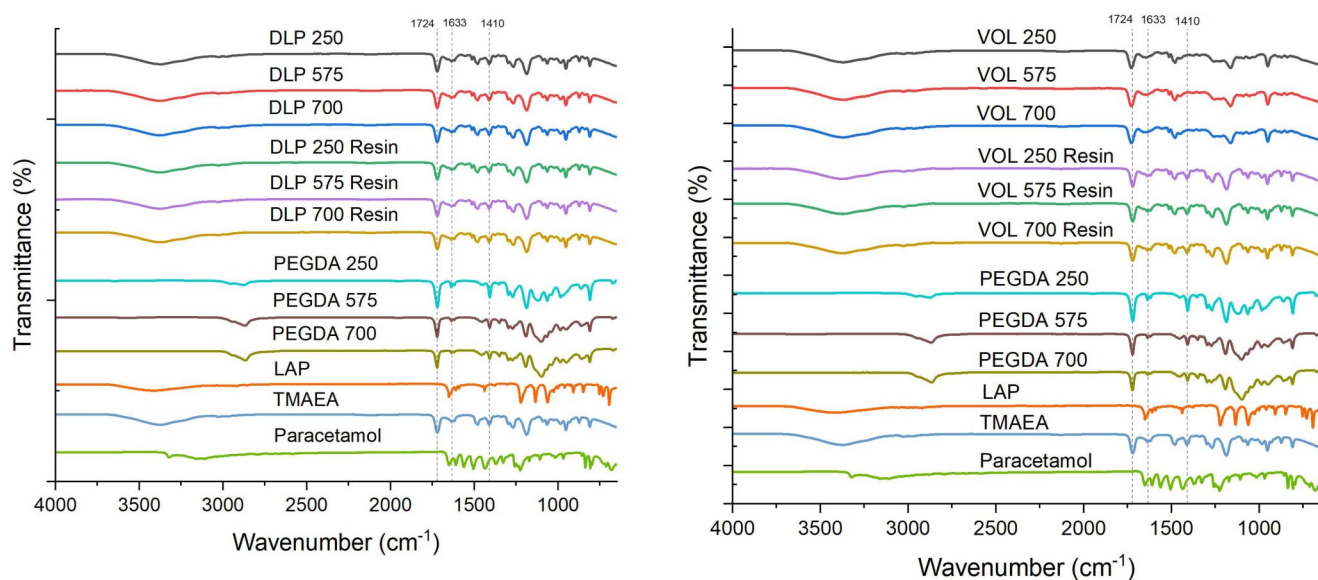 1724 1633 1410
DLP 250
DLP 575
DLP 700
DLP 250 Resin
DLP 575 Resin
DLP 700 Resin
PEGDA 250
PEGDA 575
PEGDA 700
LAP
TMAEA
Paracetamol
Transmittance (%)
4000 3500 3000 2500 2000 1500 1000
Wavenumber (cm⁻¹)
1724 1633 1410
VOL 250
VOL 575
VOL 700
VOL 250 Resin
VOL 575 Resin
VOL 700 Resin
PEGDA 250
PEGDA 575
PEGDA 700
LAP
TMAEA
Paracetamol
Transmittance (%)
4000 3500 3000 2500 2000 1500 1000
Wavenumber (cm⁻¹)